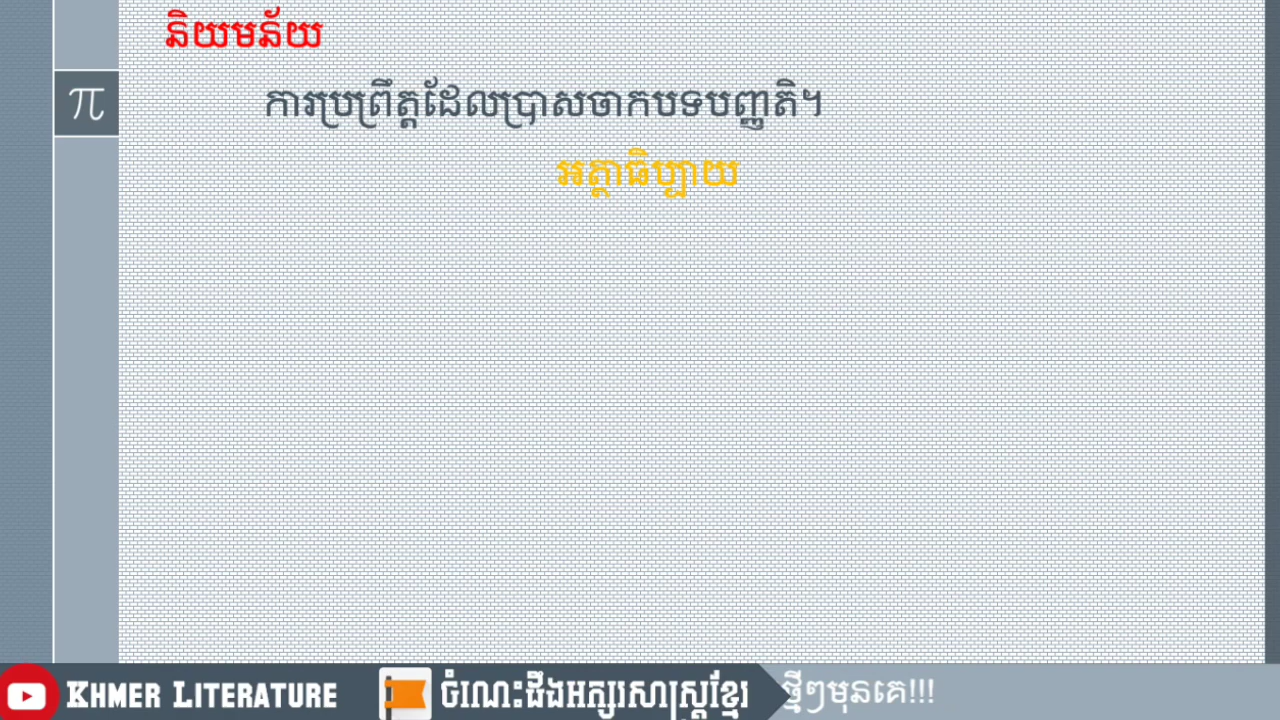 និយមន័យ
π
ការប្រព្រឹត្តដែលប្រាសចាកបទបញ្ញតិ។
អត្ថាធិប្បាយ
KHMER LITERATURE
ចំណេះដឹងអក្សរសាស្ត្រខ្មែរ
ថ្មីៗមុនគេ!!!